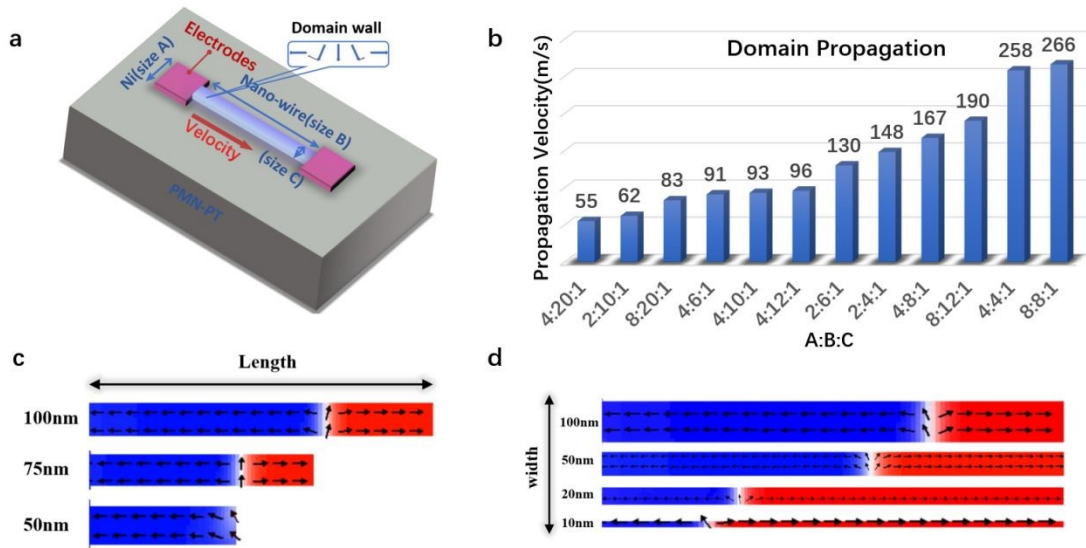 a
Domain wall
Electrodes
Ni(size A)
Nano-wire(size B)
Velocity
(size C)
PMN-PT
b
Domain Propagation
Propagation Velocity(m/s)
55
62
83
91
93
96
130
148
167
190
258
266
4:20:1
2:10:1
8:20:1
4:6:1
4:10:1
4:12:1
2:6:1
2:4:1
4:8:1
8:12:1
4:4:1
8:8:1
A:B:C
c
Length
100nm
75nm
50nm
d
width
100nm
50nm
20nm
10nm